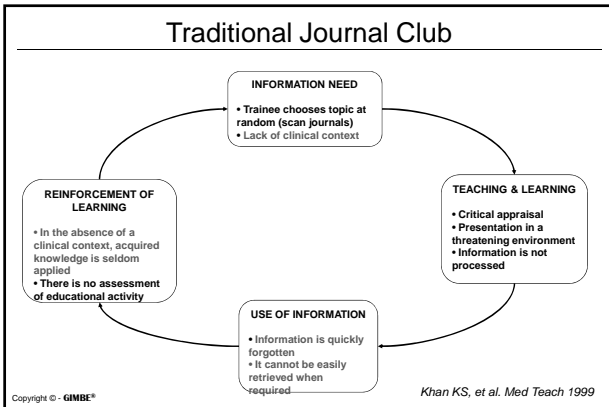 Traditional Journal Club
INFORMATION NEED
• Trainee chooses topic at
random (scan journals)
• Lack of clinical context
TEACHING & LEARNING
• Critical appraisal
• Presentation in a
threatening environment
• Information is not
processed
USE OF INFORMATION
• Information is quickly
forgotten
• It cannot be easily
retrieved when
required
REINFORCEMENT OF
LEARNING
• In the absence of a
clinical context, acquired
knowledge is seldom
applied
• There is no assessment
of educational activity
Copyright © - GIMBE®
Khan KS, et al. Med Teach 1999